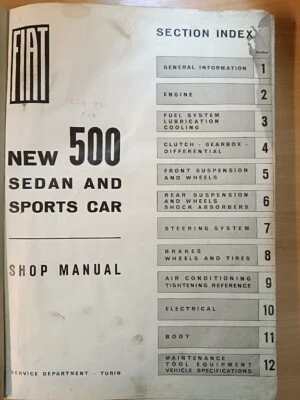 FIAT
NEW 500
SEDAN AND
SPORTS CAR
SHOP MANUAL
SERVICE DEPARTMENT - TURIN
SECTION INDEX
GENERAL INFORMATION 1
ENGINE 2
FUEL SYSTEM
LUBRICATION
COOLING 3
CLUTCH - GEARBOX -
DIFFERENTIAL 4
FRONT SUSPENSION
AND WHEELS 5
REAR SUSPENSION
AND WHEELS
SHOCK ABSORBERS 6
STEERING SYSTEM 7
BRAKES
WHEELS AND TIRES 8
AIR CONDITIONING
TIGHTENING REFERENCE 9
ELECTRICAL 10
BODY 11
MAINTENANCE
TOOL EQUIPMENT
VEHICLE SPECIFICATIONS 12